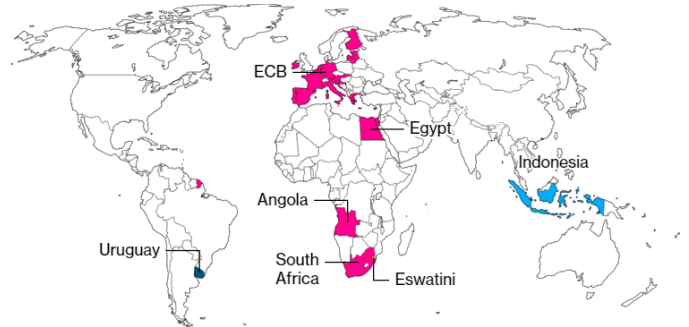 ECB
Egypt
Indonesia
Angola
Uruguay
South
Africa
Eswatini